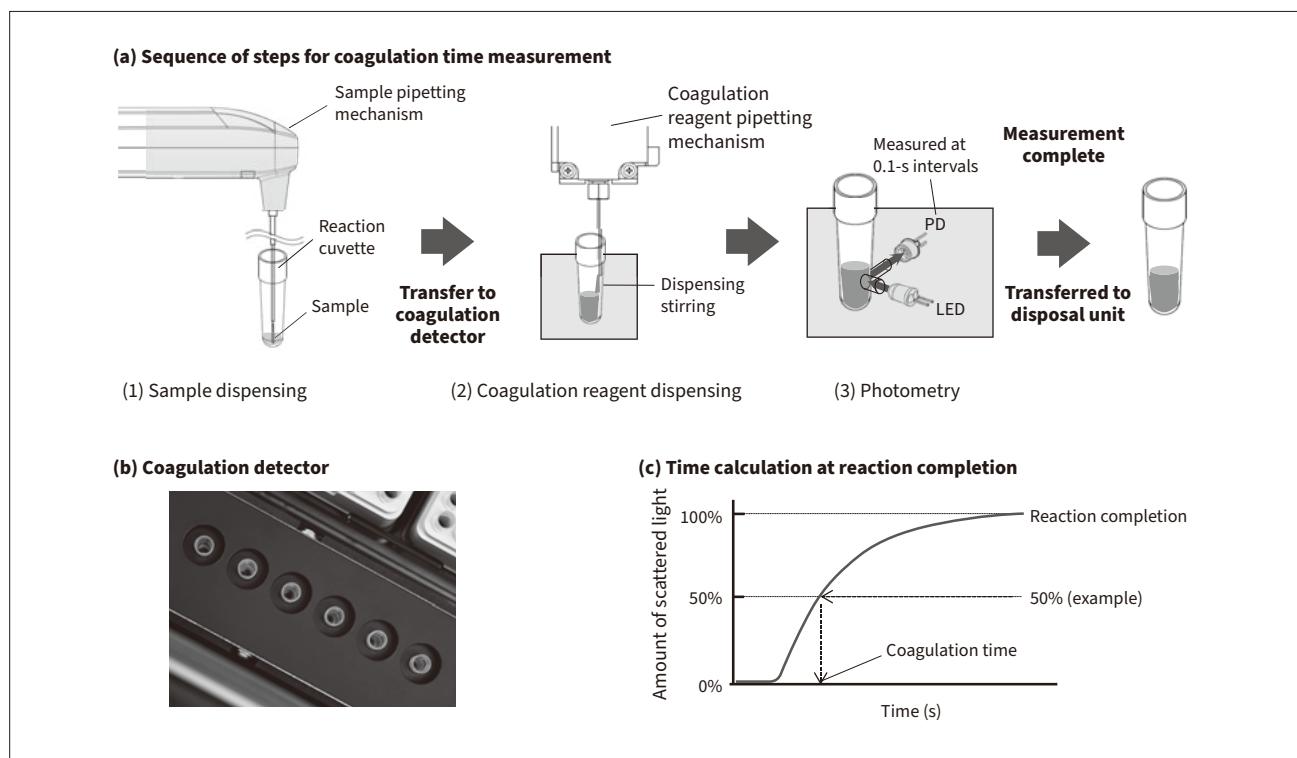 (a) Sequence of steps for coagulation time measurement
Sample pipetting
mechanism
Reaction
cuvette
Sample
Transfer to
coagulation
detector
Coagulation
reagent pipetting
mechanism
Dispensing
stirring
Measured at
0.1-s intervals
PD
LED
Measurement
complete
Transferred to
disposal unit
(1) Sample dispensing
(2) Coagulation reagent dispensing
(3) Photometry
(b) Coagulation detector
(c) Time calculation at reaction completion
Amount of scattered light
100%
50%
0%
Reaction completion
50% (example)
Coagulation time
Time (s)